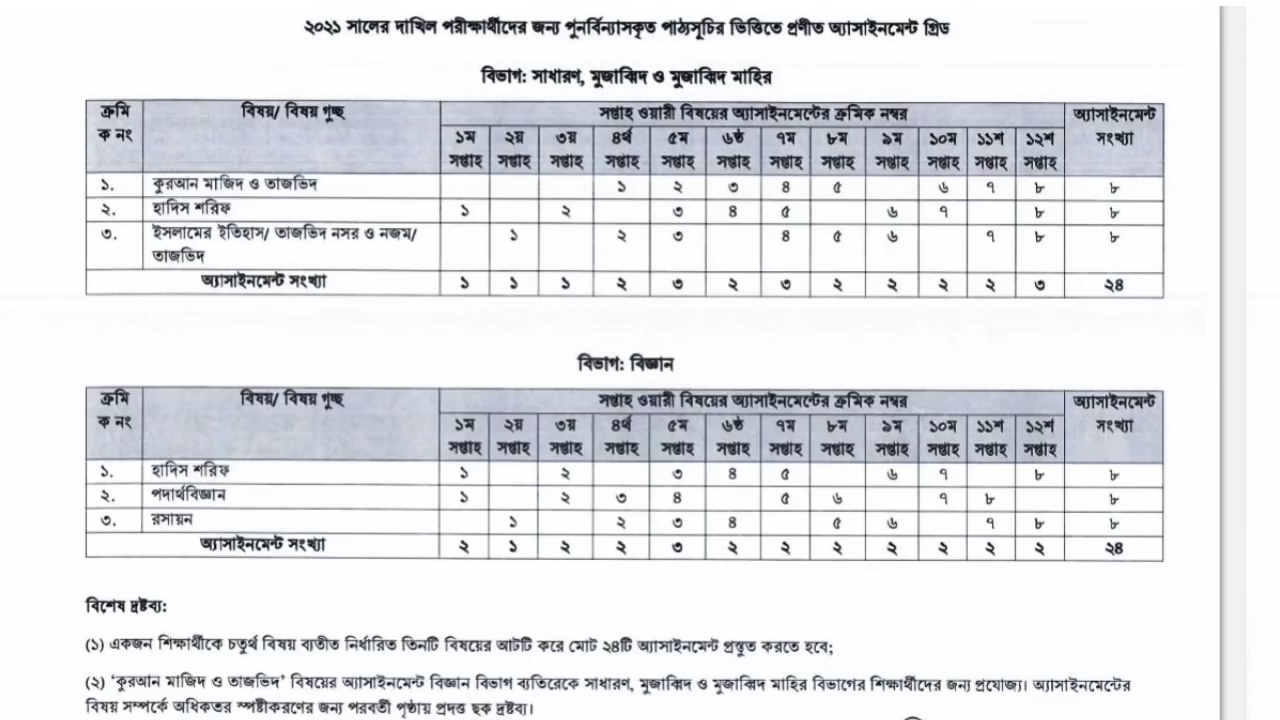 ২০২১ সালের দাখিল পরীক্ষার্থীদের জন্য পুনর্বিন্যাসকৃত পাঠ্যসূচির ভিত্তিতে প্রণীত অ্যাসাইনমেন্ট গ্রিড
বিভাগ: সাধারণ, মুজাব্বিদ ও মুজাব্বিদ মাহির
ক্রমি বিষয়/ বিষয় গুচ্ছ সপ্তাহ ওয়ারী বিষয়ের অ্যাসাইনমেন্টের ক্রমিক নম্বর অ্যাসাইনমেন্ট
ক নং ১ম ২য় ৩য় ৪র্থ ৫ম ৬ষ্ঠ ৭ম ৮ম ৯ম ১০ম ১১শ ১২শ সংখ্যা
সপ্তাহ সপ্তাহ সপ্তাহ সপ্তাহ সপ্তাহ সপ্তাহ সপ্তাহ সপ্তাহ সপ্তাহ সপ্তাহ সপ্তাহ সপ্তাহ
১. কুরআন মাজিদ ও তাজভিদ ১ ২ ৩ ৪ ৫ ৬ ৭ ৮ ৮
২. হাদিস শরিফ ১ ২ ৩ ৪ ৫ ৬ ৭ ৮ ৮
৩. ইসলামের ইতিহাস/ তাজভিদ নসর ও নজম/ ১ ২ ৩ ৪ ৫ ৬ ৭ ৮ ৮
তাজভিদ
অ্যাসাইনমেন্ট সংখ্যা ১ ১ ১ ২ ৩ ২ ৩ ২ ২ ২ ২ ৩ ২৪
বিভাগ: বিজ্ঞান
ক্রমি বিষয়/ বিষয় গুচ্ছ সপ্তাহ ওয়ারী বিষয়ের অ্যাসাইনমেন্টের ক্রমিক নম্বর অ্যাসাইনমেন্ট
ক নং ১ম ২য় ৩য় ৪র্থ ৫ম ৬ষ্ঠ ৭ম ৮ম ৯ম ১০ম ১১শ ১২শ সংখ্যা
সপ্তাহ সপ্তাহ সপ্তাহ সপ্তাহ সপ্তাহ সপ্তাহ সপ্তাহ সপ্তাহ সপ্তাহ সপ্তাহ সপ্তাহ সপ্তাহ
১. হাদিস শরিফ ১ ২ ৩ ৪ ৫ ৬ ৭ ৮ ৮
২. পদার্থবিজ্ঞান ১ ২ ৩ ৪ ৫ ৬ ৭ ৮ ৮
৩. রসায়ন ১ ২ ৩ ৪ ৫ ৬ ৭ ৮ ৮
অ্যাসাইনমেন্ট সংখ্যা ২ ১ ২ ২ ৩ ২ ২ ২ ২ ২ ২ ২ ২৪
বিশেষ দ্রষ্টব্য:
(১) একজন শিক্ষার্থীকে চতুর্থ বিষয় ব্যতীত নির্ধারিত তিনটি বিষয়ের আটটি করে মোট ২৪টি অ্যাসাইনমেন্ট প্রস্তুত করতে হবে;
(২) ‘কুরআন মাজিদ ও তাজভিদ’ বিষয়ের অ্যাসাইনমেন্ট বিজ্ঞান বিভাগ ব্যতিরেকে সাধারণ, মুজাব্বিদ ও মুজাব্বিদ মাহির বিভাগের শিক্ষার্থীদের জন্য প্রযোজ্য। অ্যাসাইনমেন্টের
বিষয় সম্পর্কে অধিকতর স্পষ্টীকরণের জন্য পরবর্তী পৃষ্ঠায় প্রদত্ত ছক দ্রষ্টব্য।